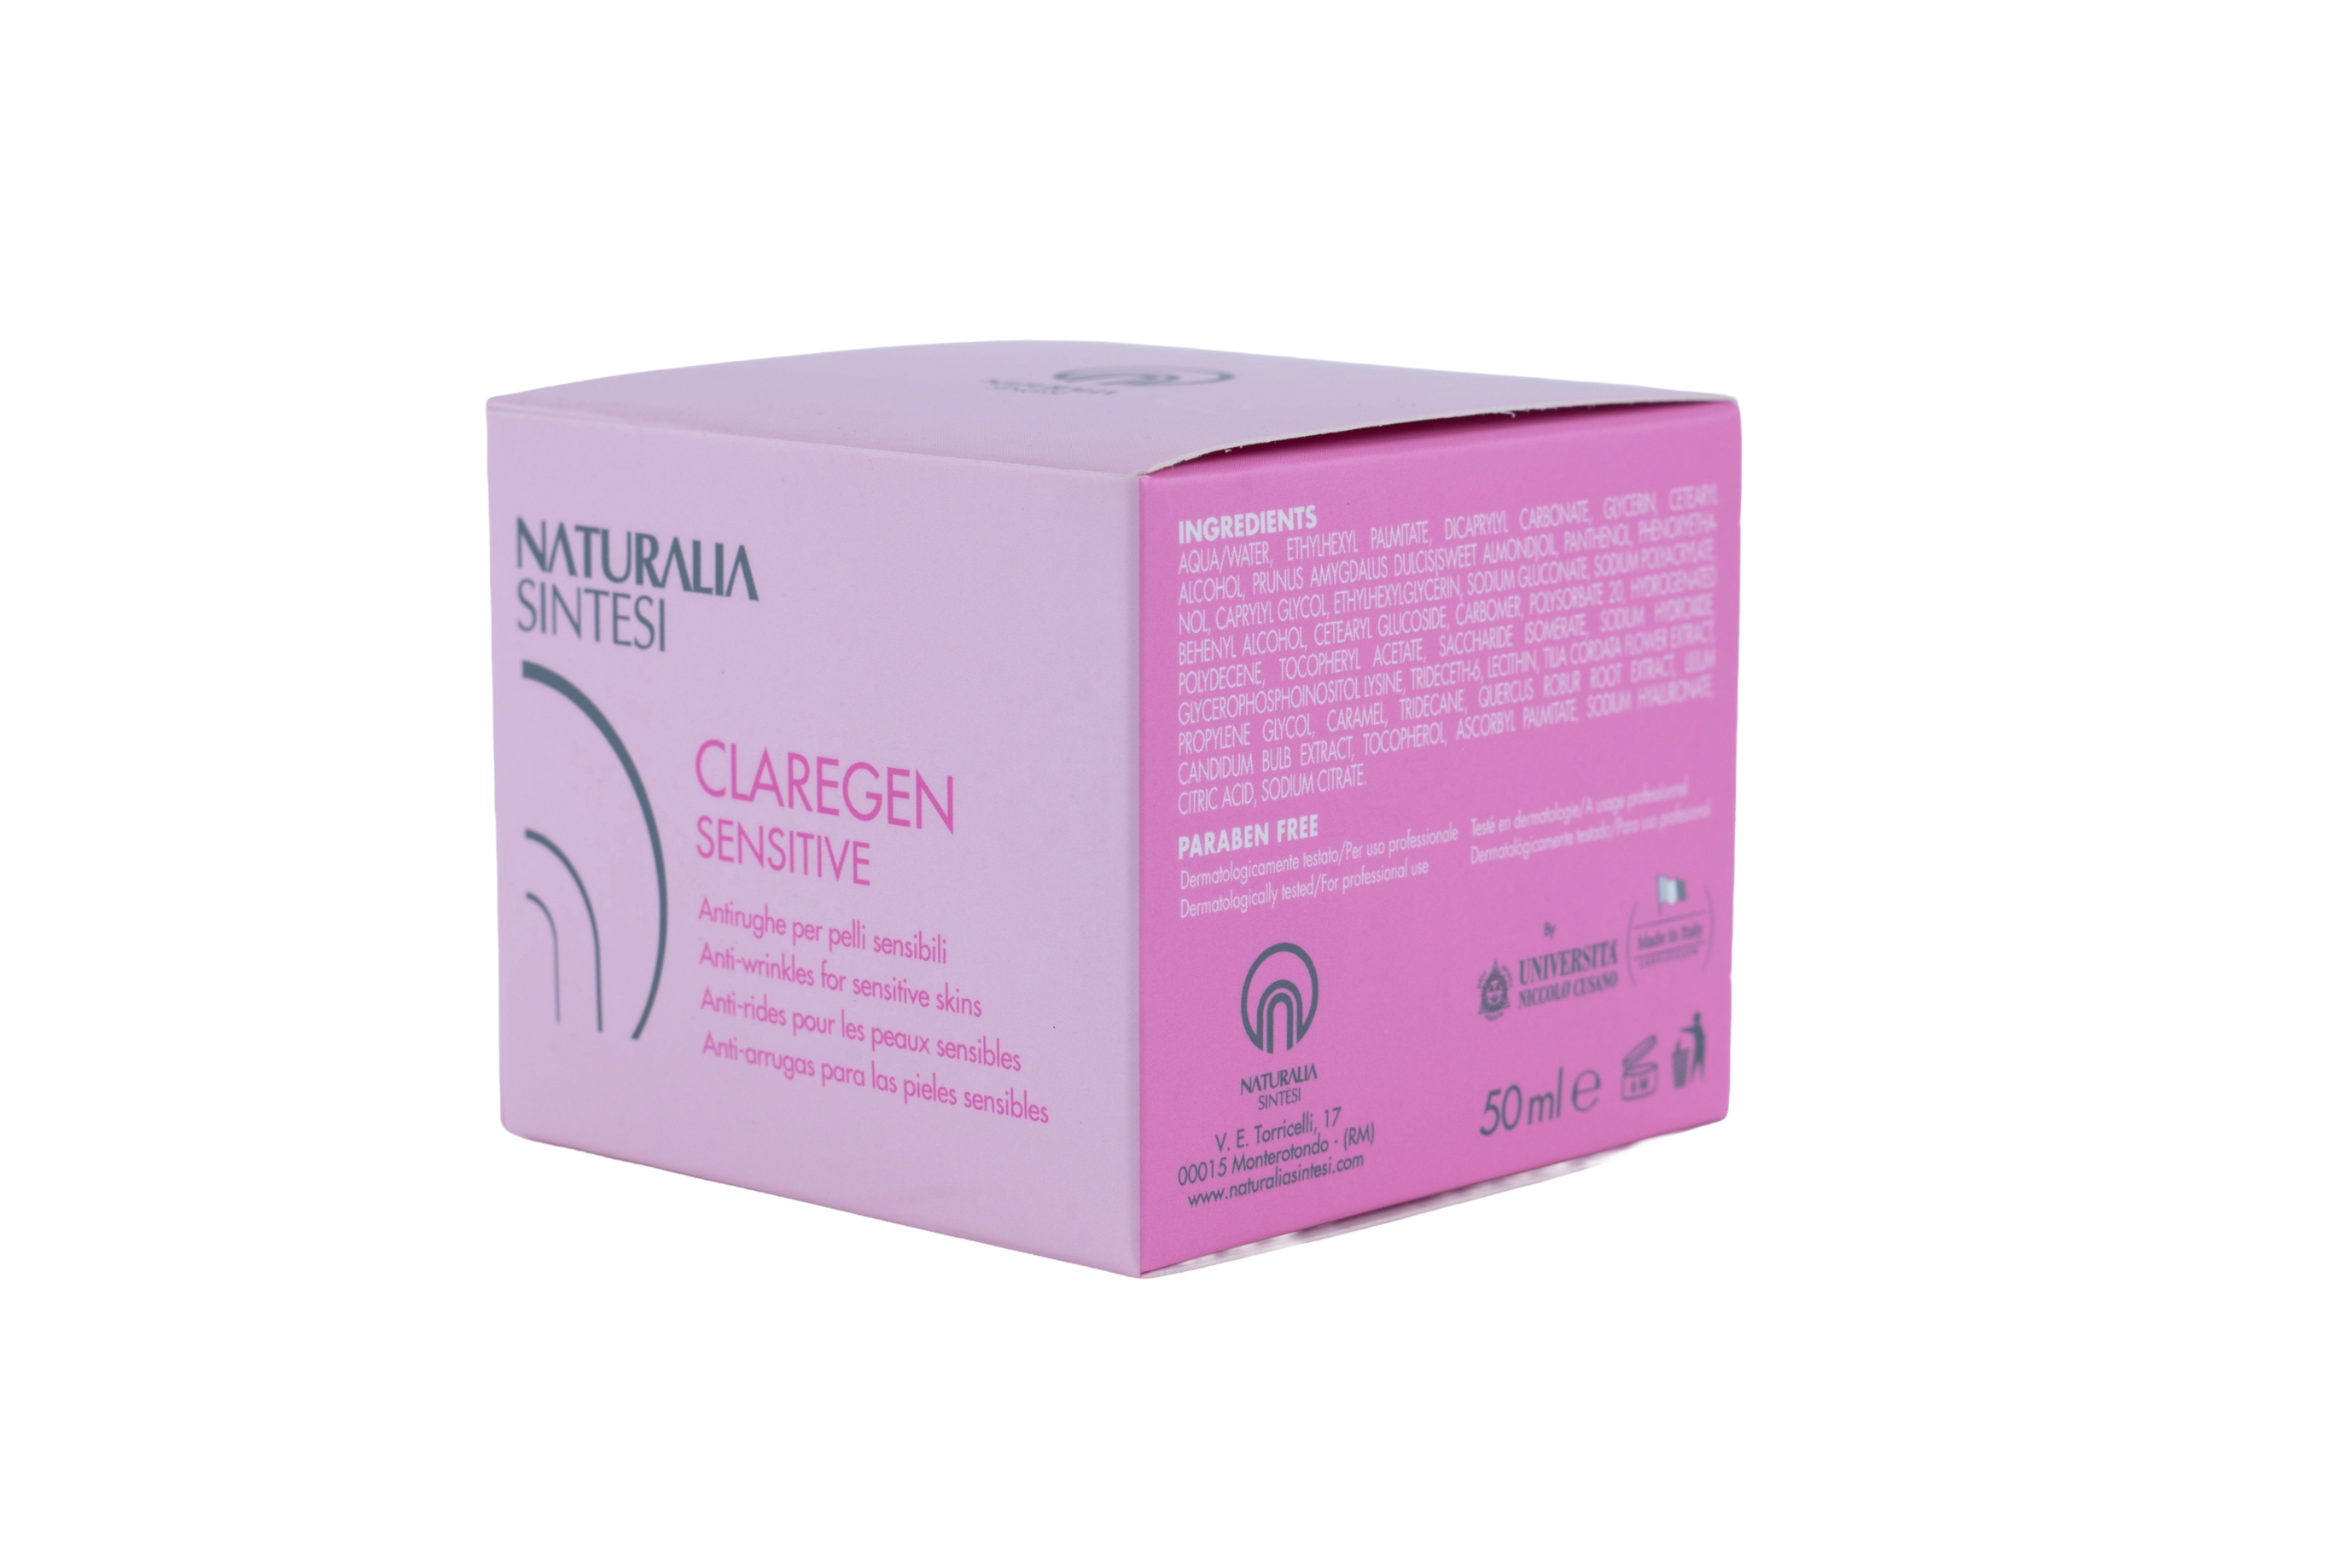 NATURALIA
SINTESI
NATURALIA
SINTESI
CLAREGEN
SENSITIVE
Antirughe per pelli sensibili
Anti-wrinkles for sensitive skins
Anti-rides pour les peaux sensibles
Anti-arrugas para las pieles sensibles
INGREDIENTS
AQUA/WATER, ETHYLHEXYL PALMITATE, DICAPRYLYL CARBONATE, GLYCERIN, CETEARYL
ALCOHOL, PRUNUS AMYGDALUS DULCIS(SWEET ALMOND)OIL, PANTHENOL, PHENOXYETHA
NOL, CAPRYLYL GLYCOL, ETHYLHEXYLGLYCERIN, SODIUM GLUCONATE, SODIUM POLYACRYLATE,
BEHENYL ALCOHOL, CETEARYL GLUCOSIDE, CARBOMER, POLYSORBATE 20, HYDROGENATED
POLYDECENE, TOCOPHERYL ACETATE, SACCHARIDE ISOMERATE, SODIUM HYDROXIDE,
GLYCEROPHOSPHOINOSITOL LYSINE, TRIDECETH-6, LECITHIN, TILIA CORDATA FLOWER EXTRACT,
PROPYLENE GLYCOL, CARAMEL, TRIDECANE, QUERCUS ROBUR ROOT EXTRACT, LILIUM
CANDIDUM BULB EXTRACT, TOCOPHEROL, ASCORBYL PALMITATE, SODIUM HYALURONATE,
CITRIC ACID, SODIUM CITRATE.
PARABEN FREE
Dermatologicamente testato/Per uso professionale
Dermatologically tested/For professional use
Testé en dermatologie/A usage professionnel
Dermatológicamente testado/Para uso profesional
By
UNIVERSITA
NICCOLO CUSANO
Made in Italy
NATURALIA
SINTESI
V. E. Torricelli, 17
00015 Monterotondo - (RM)
www.naturaliasintesi.com
50 ml e